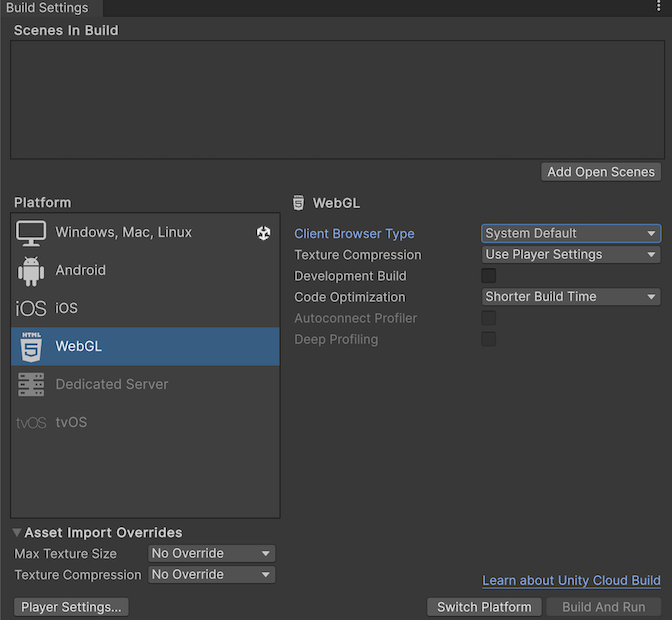 Build Settings
Scenes In Build
Add Open Scenes
Platform
Windows, Mac, Linux
Android
iOS iOS
HTML
5
WebGL
Dedicated Server
tvOS tvOS
WebGL
Client Browser Type System Default
Texture Compression Use Player Settings
Development Build
Code Optimization Shorter Build Time
Autoconnect Profiler
Deep Profiling
Asset Import Overrides
Max Texture Size No Override
Texture Compression No Override
Learn about Unity Cloud Build
Player Settings... Switch Platform Build And Run